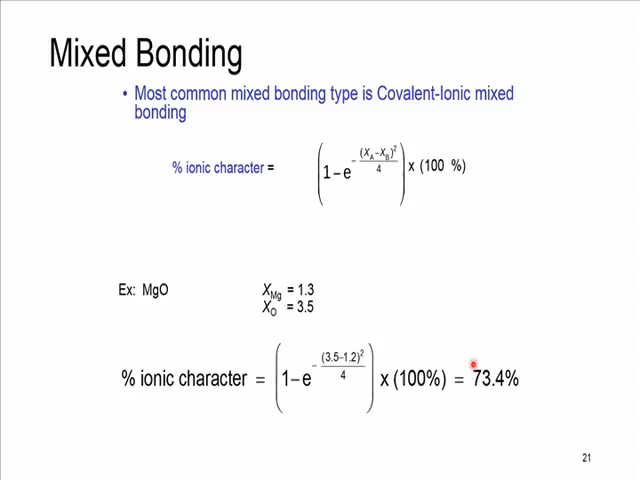 Mixed Bonding
• Most common mixed bonding type is Covalent-Ionic mixed
bonding
% ionic character = (1 – e^(–(X_A – X_B)²/4)) x (100 %)
Ex: MgO X_Mg = 1.3
X_O = 3.5
% ionic character = (1 – e^(–(3.5–1.2)²/4)) x (100%) = 73.4%
21